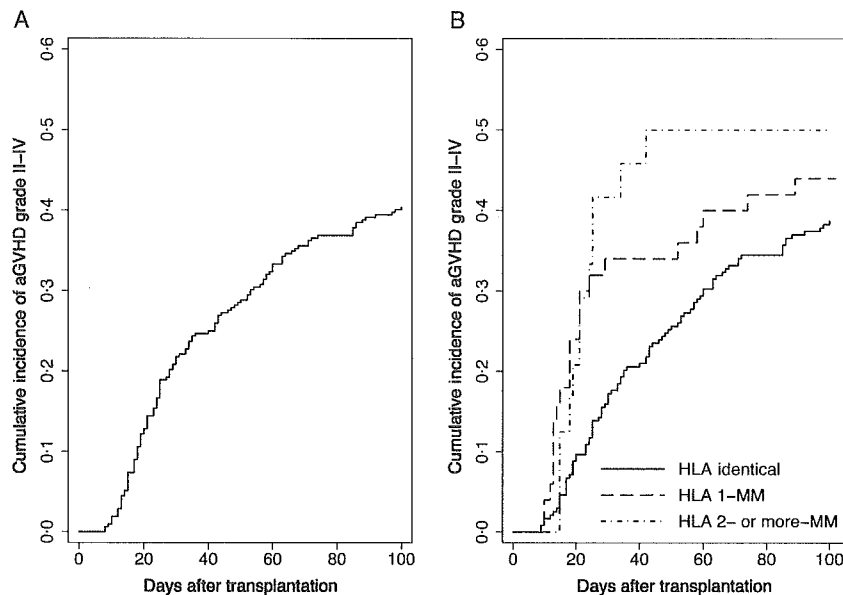 A
Cumulative incidence of aGVHD grade II–IV
0·6
0·5
0·4
0·3
0·2
0·1
0·0
0 20 40 60 80 100
Days after transplantation
B
Cumulative incidence of aGVHD grade II–IV
0·6
0·5
0·4
0·3
0·2
0·1
0·0
HLA identical
HLA 1–MM
HLA 2– or more–MM
0 20 40 60 80 100
Days after transplantation